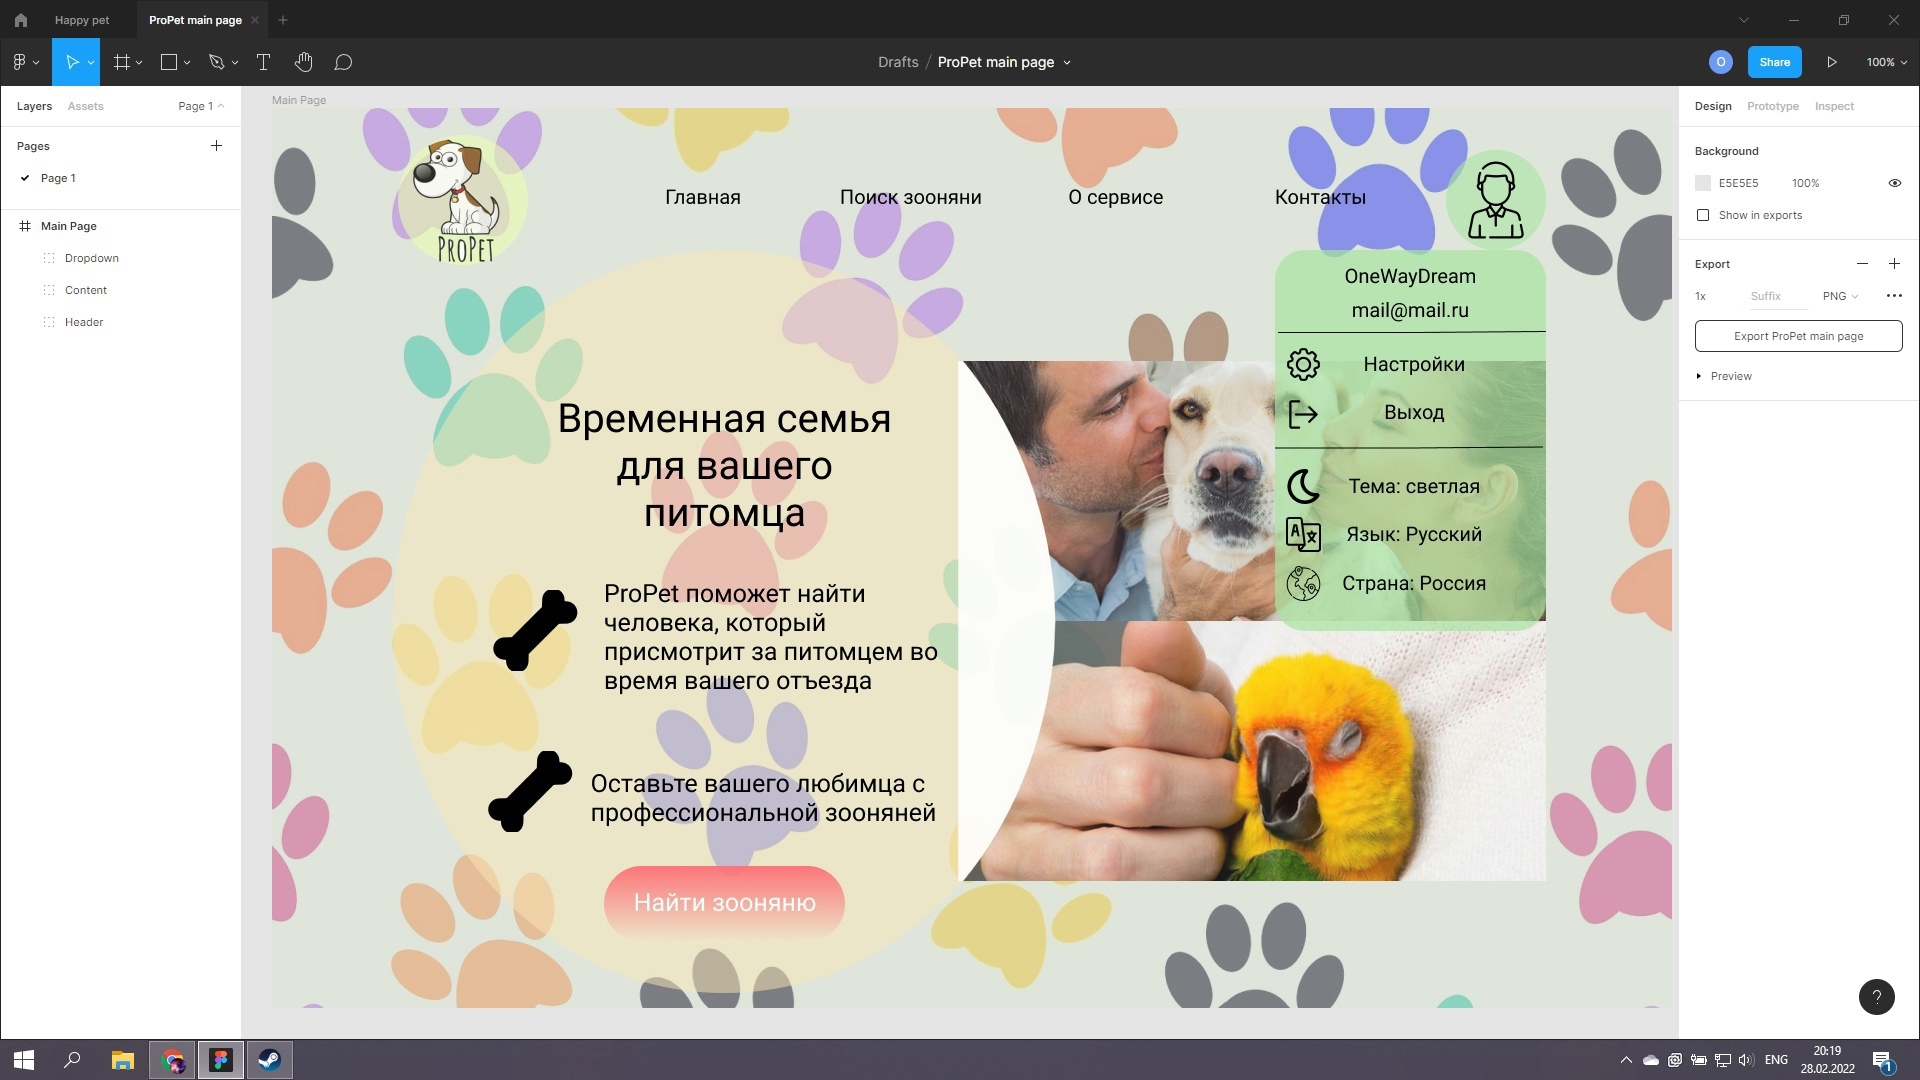 Happy pet
ProPet main page
Drafts / ProPet main page
O
Share
100%
Layers
Assets
Page 1
Pages
Page 1
Main Page
Dropdown
Content
Header
Main Page
PROPET
Главная
Поиск зооняни
О сервисе
Контакты
OneWayDream
mail@mail.ru
Настройки
Выход
Тема: светлая
A
文
Язык: Русский
Страна: Россия
Временная семья
для вашего
питомца
ProPet поможет найти
человека, который
присмотрит за питомцем во
время вашего отъезда
Оставьте вашего любимца с
профессиональной зооняней
Найти зооняню
Design
Prototype
Inspect
Background
E5E5E5
100%
Show in exports
Export
1x
Suffix
PNG
Export ProPet main page
Preview
?
ENG
20:19
28.02.2022
1